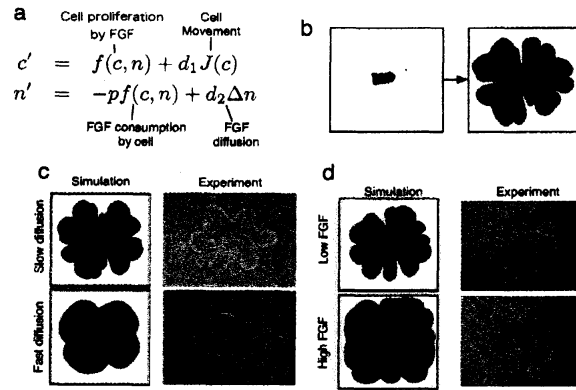 a
Cell proliferation by FGF
Cell Movement
c′ = f(c, n) + d₁J(c)
n′ = −pf(c, n) + d₂Δn
FGF consumption by cell
FGF diffusion
b
c
Simulation Experiment
Slow diffusion
Fast diffusion
d
Simulation Experiment
Low FGF
High FGF